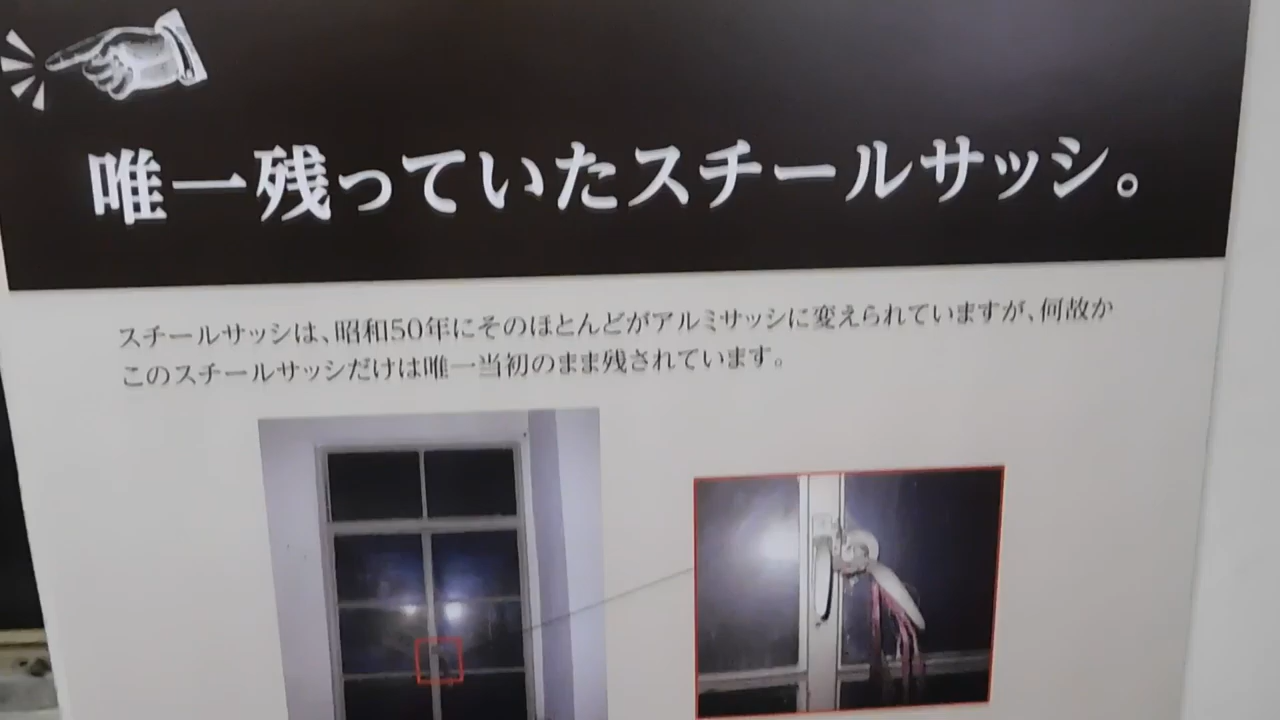 唯一残っていたスチールサッシ。
スチールサッシは、昭和50年にそのほとんどがアルミサッシに変えられていますが、何故か
このスチールサッシだけは唯一当初のまま残されています。